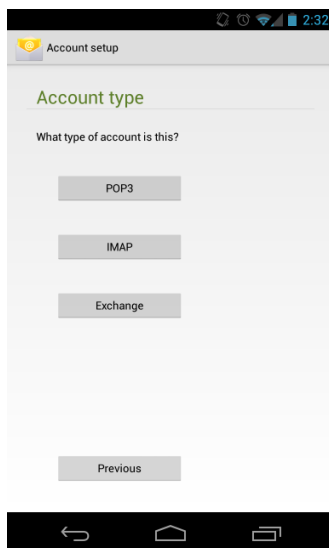 2:32
Account setup
Account type
What type of account is this?
POP3
IMAP
Exchange
Previous